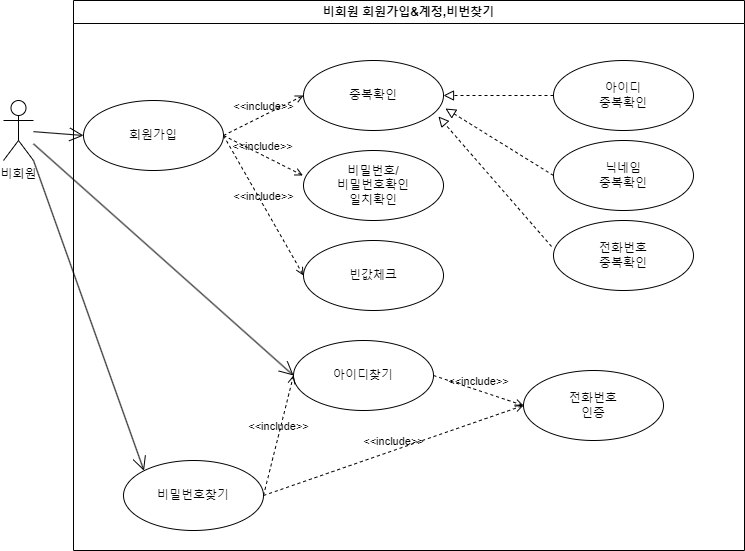 비회원 회원가입&계정,비번찾기
비회원
회원가입
<<include>>
<<include>>
<<include>>
중복확인
비밀번호/
비밀번호확인
일치확인
빈값체크
아이디
중복확인
닉네임
중복확인
전화번호
중복확인
아이디찾기
<<include>>
<<include>>
<<include>>
전화번호
인증
비밀번호찾기